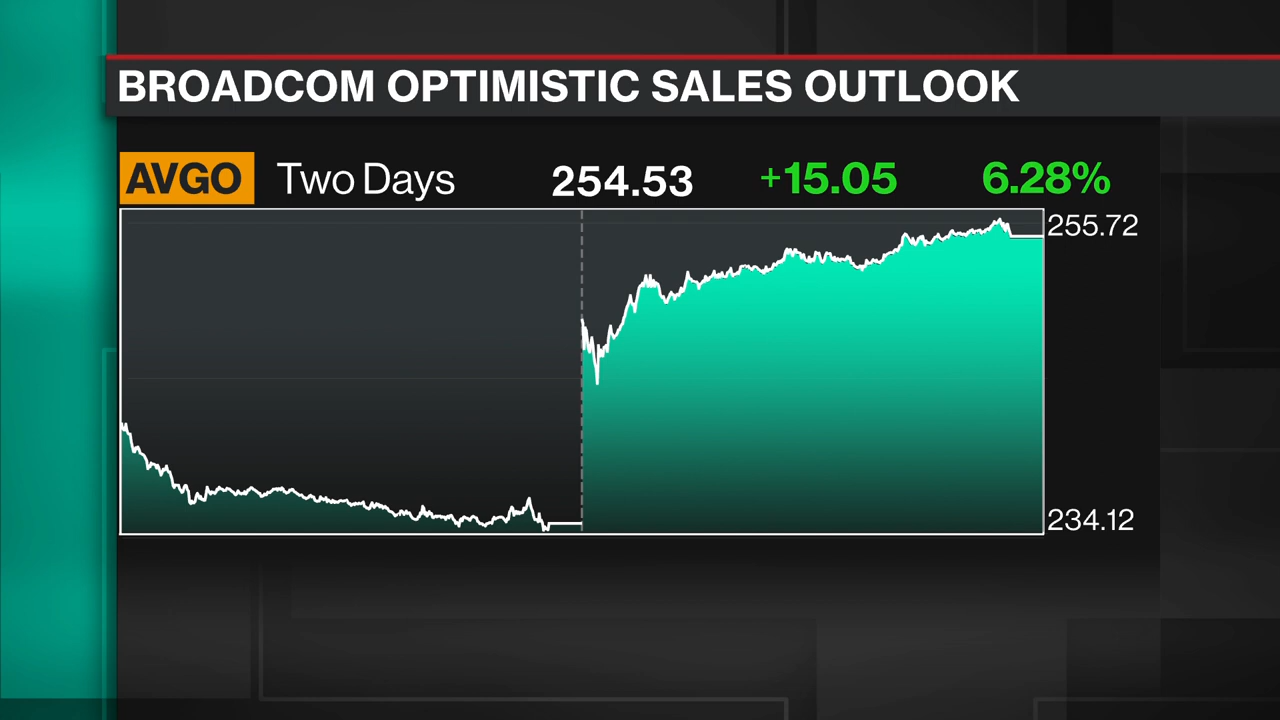 BROADCOM OPTIMISTIC SALES OUTLOOK
AVGO Two Days 254.53 +15.05 6.28%
255.72
234.12